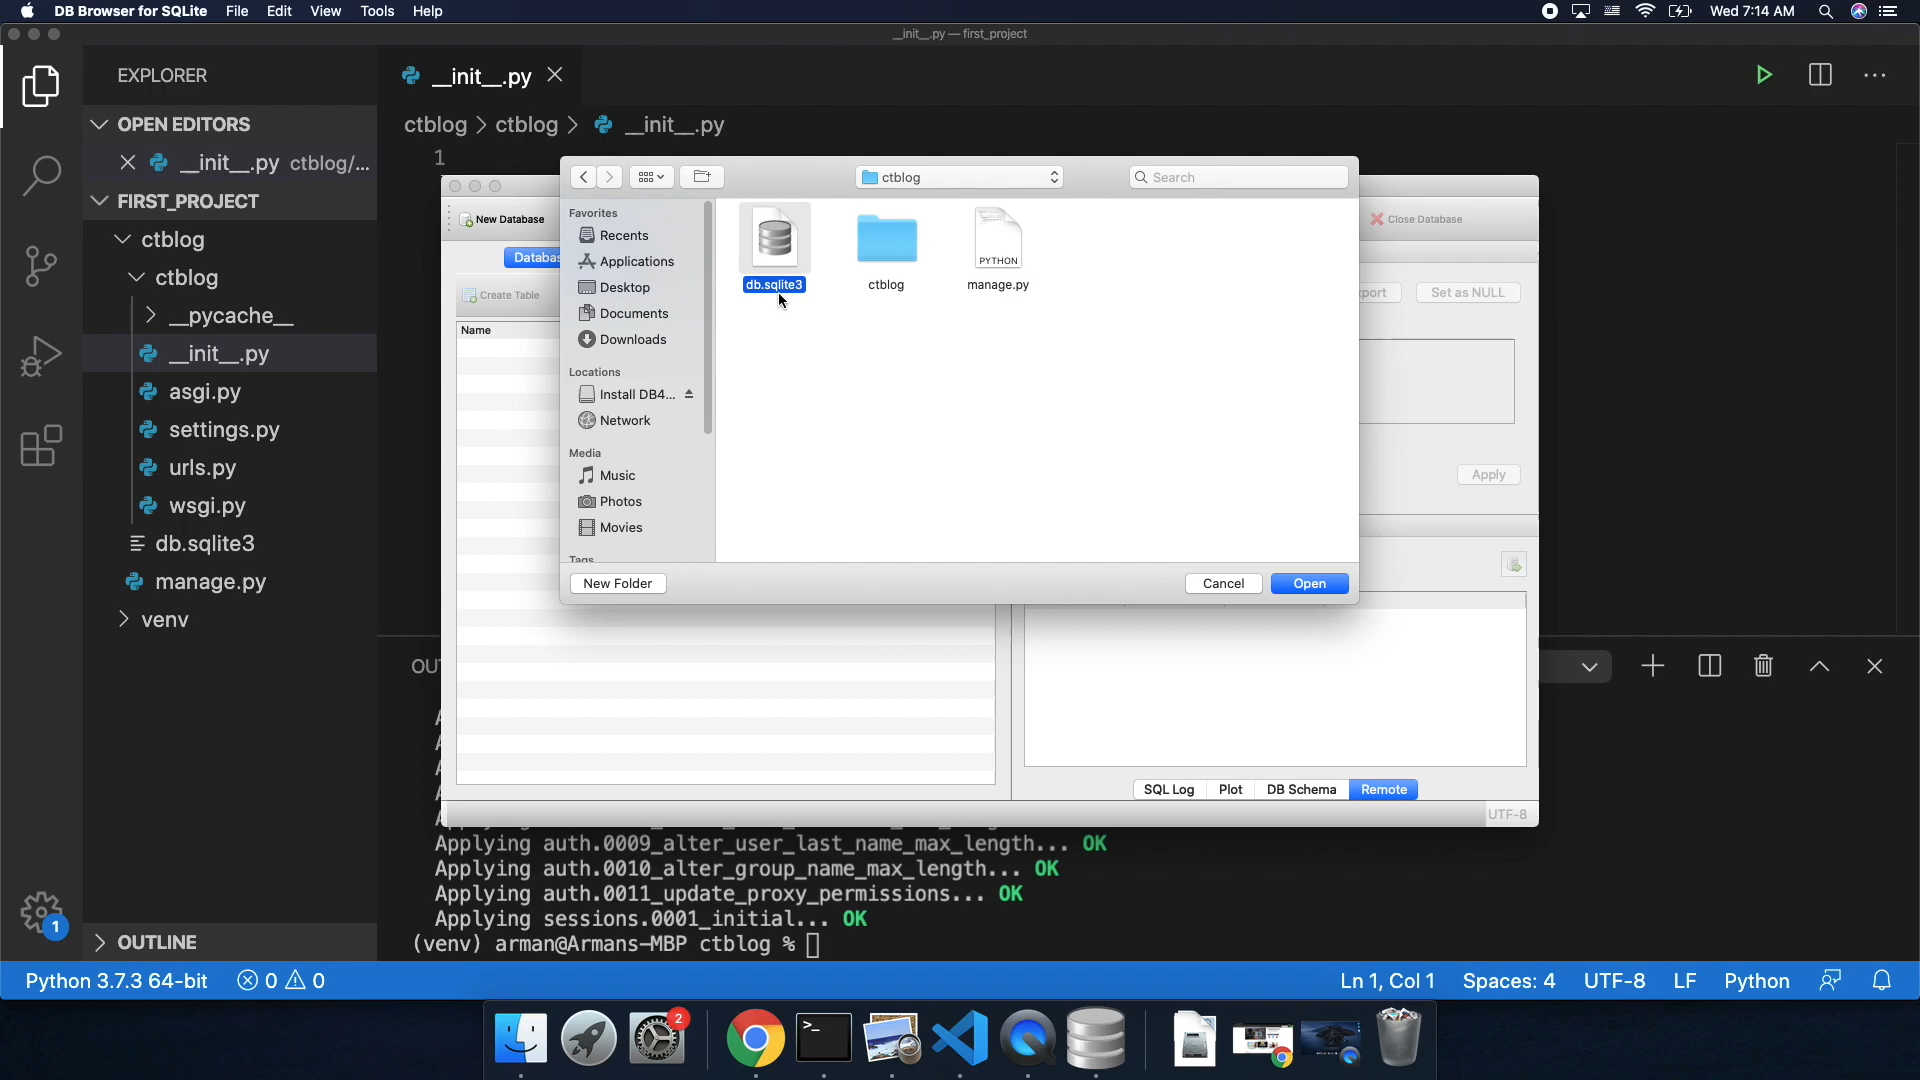 DB Browser for SQLite File Edit View Tools Help
Wed 7:14 AM
__init__.py — first_project
EXPLORER
__init__.py
OPEN EDITORS
__init__.py ctblog/...
FIRST_PROJECT
ctblog
ctblog
__pycache__
__init__.py
asgi.py
settings.py
urls.py
wsgi.py
db.sqlite3
manage.py
venv
OUTLINE
ctblog > ctblog > __init__.py
1
New Database
Close Database
Create Table
Set as NULL
Name
Apply
ctblog
Search
Favorites
Recents
Applications
Desktop
Documents
Downloads
Locations
Install DB4...
Network
Media
Music
Photos
Movies
Tags
db.sqlite3
ctblog
PYTHON
manage.py
New Folder
Cancel
Open
SQL Log
Plot
DB Schema
Remote
UTF-8
Applying auth.0009_alter_user_last_name_max_length... OK
Applying auth.0010_alter_group_name_max_length... OK
Applying auth.0011_update_proxy_permissions... OK
Applying sessions.0001_initial... OK
(venv) arman@Armans-MBP ctblog %
1
Python 3.7.3 64-bit 0 0
Ln 1, Col 1 Spaces: 4 UTF-8 LF Python
2